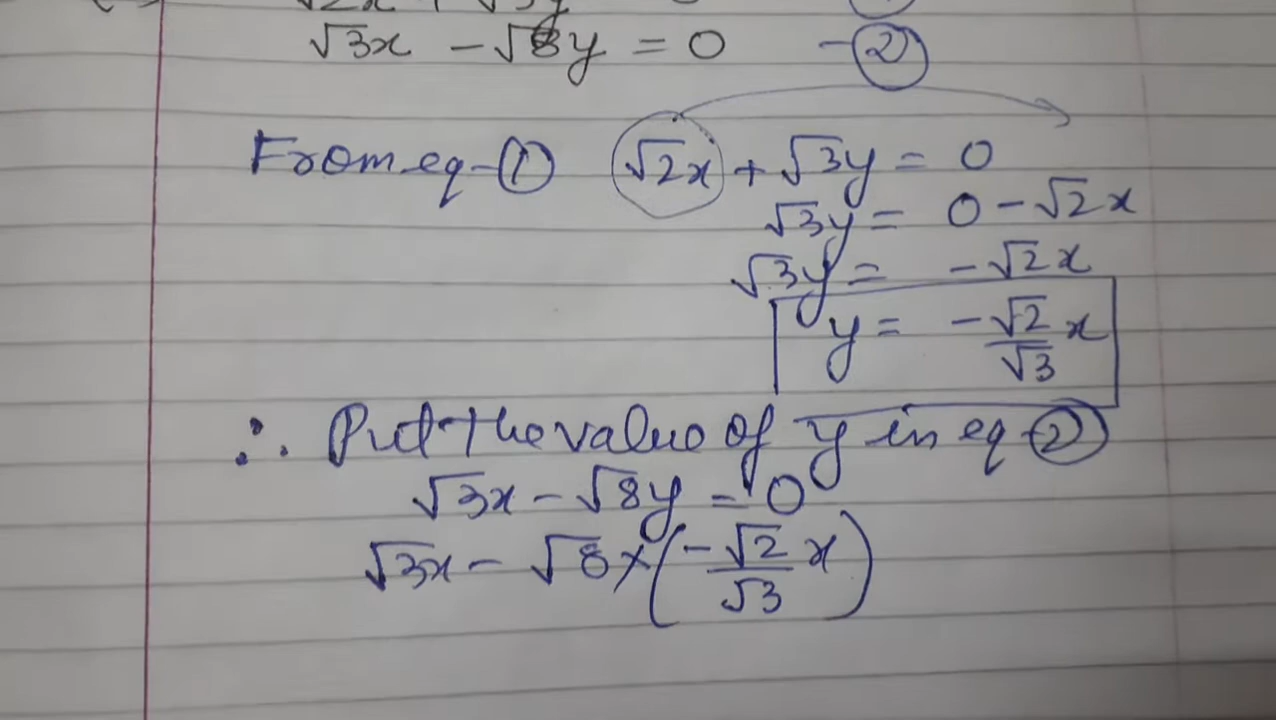 √3x - √8y = 0 - ②
From eq-① √2x + √3y = 0
√3y = 0 - √2x
√3y = - √2x
y = - √2/√3 x
∴ Put the value of y in eq-②
√3x - √8y = 0
√3x - √8 × (- √2/√3 x)